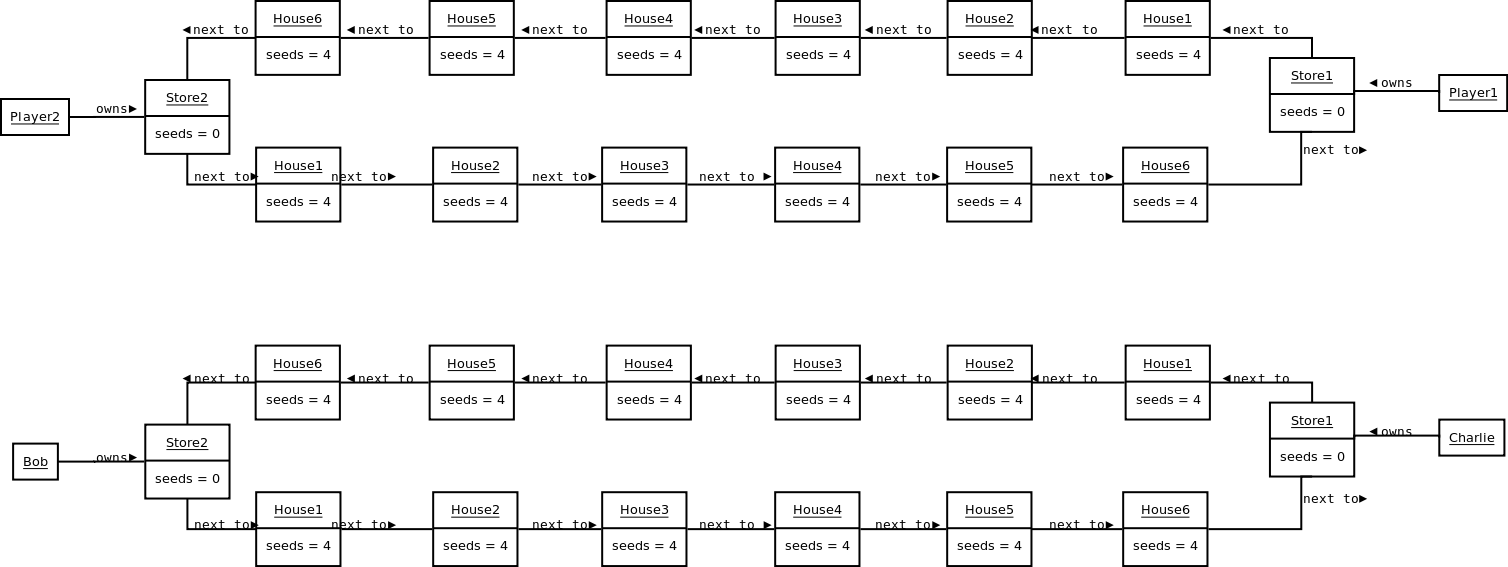 House6 House5 House4 House3 House2 House1
◄next to ◄next to ◄next to ◄next to ◄next to ◄next to ◄next to
seeds = 4 seeds = 4 seeds = 4 seeds = 4 seeds = 4 seeds = 4
Store1
◄owns
Player1
Store2
owns►
Player2
seeds = 0
seeds = 0
next to►
House1 House2 House3 House4 House5 House6
next to► next to► next to► next to ► next to► next to►
seeds = 4 seeds = 4 seeds = 4 seeds = 4 seeds = 4 seeds = 4
House6 House5 House4 House3 House2 House1
◄next to ◄next to ◄next to ◄next to ◄next to ◄next to ◄next to
seeds = 4 seeds = 4 seeds = 4 seeds = 4 seeds = 4 seeds = 4
Store1
◄owns
Charlie
Store2
owns►
Bob
seeds = 0
seeds = 0
next to►
House1 House2 House3 House4 House5 House6
next to► next to► next to► next to ► next to► next to►
seeds = 4 seeds = 4 seeds = 4 seeds = 4 seeds = 4 seeds = 4